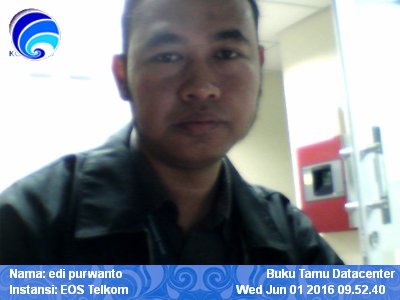 Nama: edi purwanto
Buku Tamu Datacenter
Instansi: EOS Telkom
Wed Jun 01 2016 09.52.40